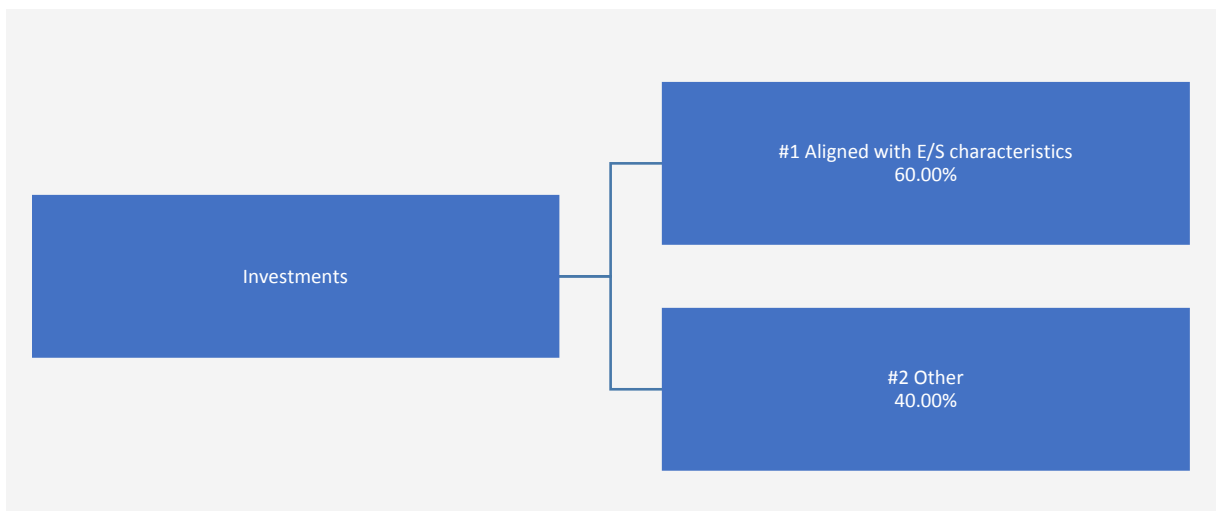 Investments
#1 Aligned with E/S characteristics
60.00%
#2 Other
40.00%